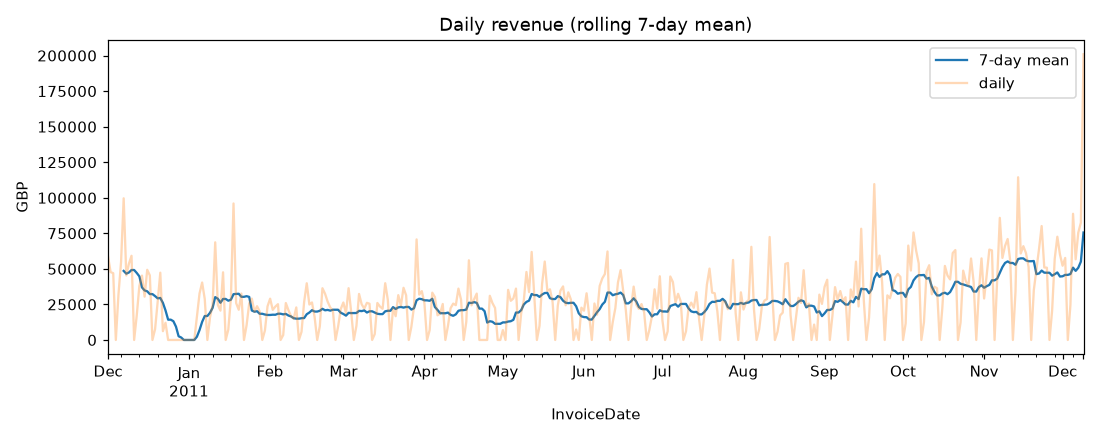 Daily revenue (rolling 7-day mean)
GBP
200000
175000
150000
125000
100000
75000
50000
25000
0
7-day mean
daily
Dec Jan Feb Mar Apr May Jun Jul Aug Sep Oct Nov Dec
2011
InvoiceDate